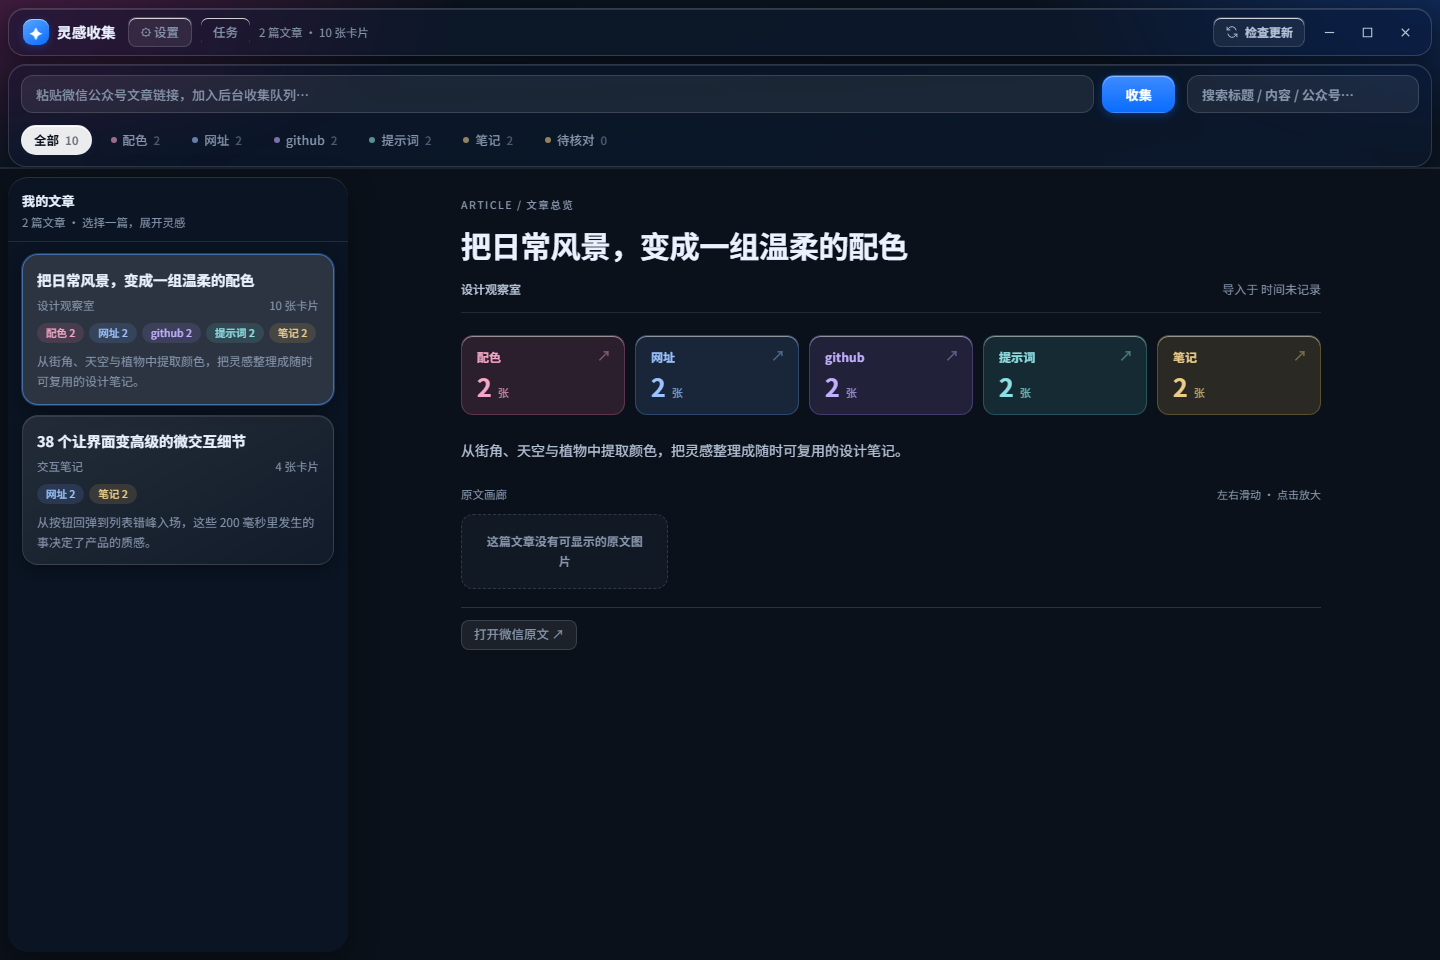 灵感收集
设置
任务
2 篇文章 · 10 张卡片
检查更新
粘贴微信公众号文章链接，加入后台收集队列…
收集
搜索标题 / 内容 / 公众号…
全部 10
配色 2
网址 2
github 2
提示词 2
笔记 2
待核对 0
我的文章
2 篇文章 · 选择一篇，展开灵感
把日常风景，变成一组温柔的配色
设计观察室
10 张卡片
配色 2
网址 2
github 2
提示词 2
笔记 2
从街角、天空与植物中提取颜色，把灵感整理成随时
可复用的设计笔记。
38 个让界面变高级的微交互细节
交互笔记
4 张卡片
网址 2
笔记 2
从按钮回弹到列表错峰入场，这些 200 毫秒里发生的
事决定了产品的质感。
ARTICLE / 文章总览
把日常风景，变成一组温柔的配色
设计观察室
导入于 时间未记录
配色 ↗
2 张
网址 ↗
2 张
github ↗
2 张
提示词 ↗
2 张
笔记 ↗
2 张
从街角、天空与植物中提取颜色，把灵感整理成随时可复用的设计笔记。
原文画廊
左右滑动 · 点击放大
这篇文章没有可显示的原文图
片
打开微信原文 ↗